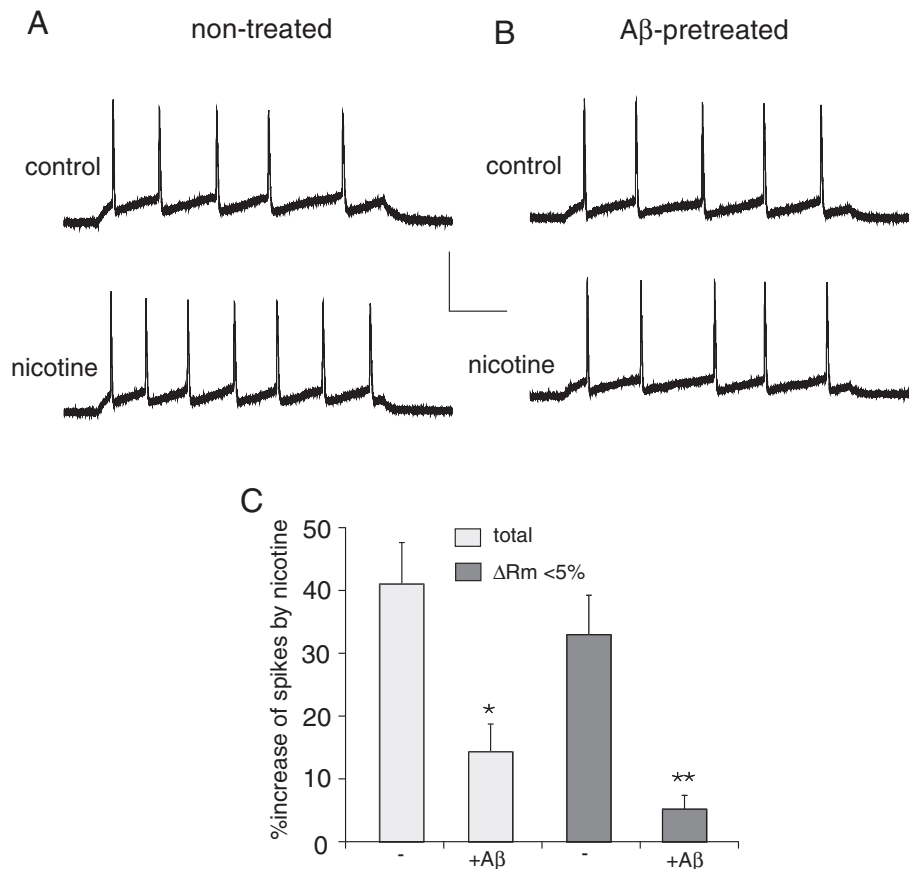 A
non-treated
B
Aβ-pretreated
control
control
nicotine
nicotine
C
%increase of spikes by nicotine
50
40
30
20
10
0
total
ΔRm <5%
*
**
-
+Aβ
-
+Aβ